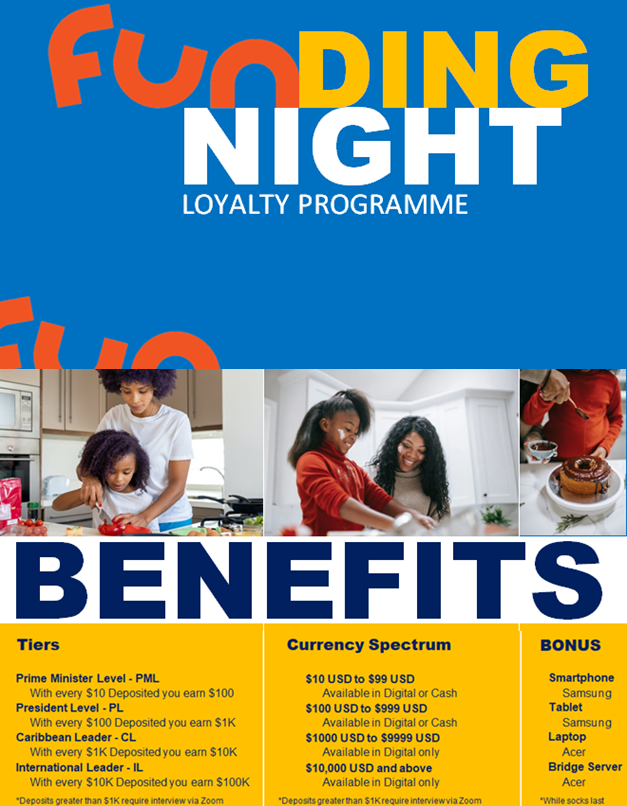 FUNDING
NIGHT
LOYALTY PROGRAMME
Fun
BENEFITS
Tiers
Prime Minister Level - PML
With every $10 Deposited you earn $100
President Level - PL
With every $100 Deposited you earn $1K
Caribbean Leader - CL
With every $1K Deposited you earn $10K
International Leader - IL
With every $10K Deposited you earn $100K
*Deposits greater than $1K require interview via Zoom
Currency Spectrum
$10 USD to $99 USD
Available in Digital or Cash
$100 USD to $999 USD
Available in Digital or Cash
$1000 USD to $9999 USD
Available in Digital only
$10,000 USD and above
Available in Digital only
*Deposits greater than $1K require interview via Zoom
BONUS
Smartphone
Samsung
Tablet
Samsung
Laptop
Acer
Bridge Server
Acer
*While socks last